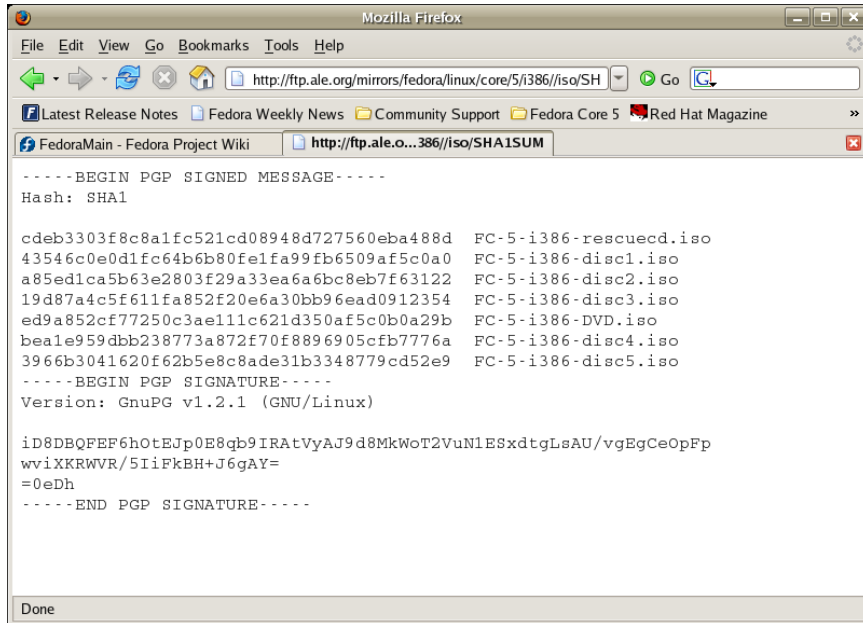 Mozilla Firefox
File Edit View Go Bookmarks Tools Help
http://ftp.ale.org/mirrors/fedora/linux/core/5/i386//iso/SH Go G
Latest Release Notes Fedora Weekly News Community Support Fedora Core 5 Red Hat Magazine »
FedoraMain - Fedora Project Wiki http://ftp.ale.o...386//iso/SHA1SUM
-----BEGIN PGP SIGNED MESSAGE-----
Hash: SHA1
cdeb3303f8c8a1fc521cd08948d727560eba488d FC-5-i386-rescuecd.iso
43546c0e0d1fc64b6b80fe1fa99fb6509af5c0a0 FC-5-i386-disc1.iso
a85ed1ca5b63e2803f29a33ea6a6bc8eb7f63122 FC-5-i386-disc2.iso
19d87a4c5f611fa852f20e6a30bb96ead0912354 FC-5-i386-disc3.iso
ed9a852cf77250c3ae111c621d350af5c0b0a29b FC-5-i386-DVD.iso
bea1e959dbb238773a872f70f8896905cfb7776a FC-5-i386-disc4.iso
3966b3041620f62b5e8c8ade31b3348779cd52e9 FC-5-i386-disc5.iso
-----BEGIN PGP SIGNATURE-----
Version: GnuPG v1.2.1 (GNU/Linux)
iD8DBQFEF6hOtEJp0E8qb9IRAtVyAJ9d8MkWoT2VuN1ESxdtgLsAU/vgEgCeOpFp
wviXKRWVR/5IiFkBH+J6gAY=
=0eDh
-----END PGP SIGNATURE-----
Done